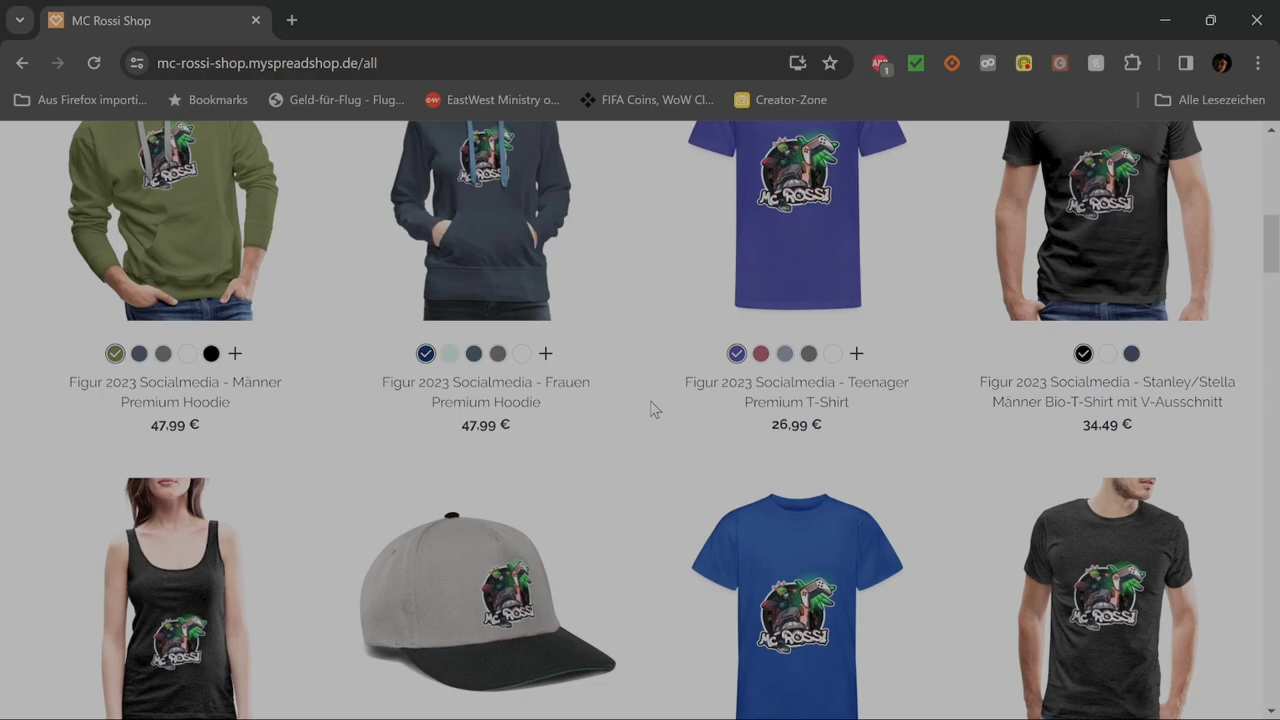 MC Rossi Shop
mc-rossi-shop.myspreadshop.de/all
1
Aus Firefox importi...
Bookmarks
Geld-für-Flug - Flug...
EastWest Ministry o...
FIFA Coins, WoW Cl...
Creator-Zone
Alle Lesezeichen
MC ROSSI
MC ROSSI
MC ROSSI
MC ROSSI
Figur 2023 Socialmedia - Männer
Premium Hoodie
47,99 €
Figur 2023 Socialmedia - Frauen
Premium Hoodie
47,99 €
Figur 2023 Socialmedia - Teenager
Premium T-Shirt
26,99 €
Figur 2023 Socialmedia - Stanley/Stella
Männer Bio-T-Shirt mit V-Ausschnitt
34,49 €
MC ROSSI
MC ROSSI
MC ROSSI
MC ROSSI